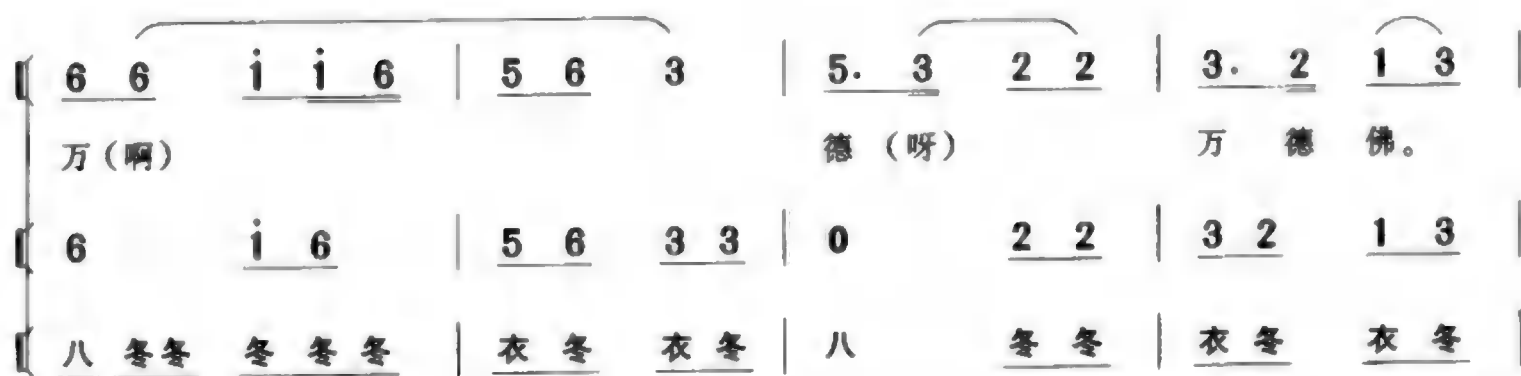 6 6 i̇ i̇ 6 | 5 6 3 | 5. 3 2 2 | 3. 2 1 3 |
万(啊) 德(呀) 万 德 佛。
6 i̇ 6 | 5 6 3 3 | 0 2 2 | 3 2 1 3 |
八 冬冬 冬 冬 冬 | 衣 冬 衣 冬 | 八 冬 冬 | 衣 冬 衣 冬 |